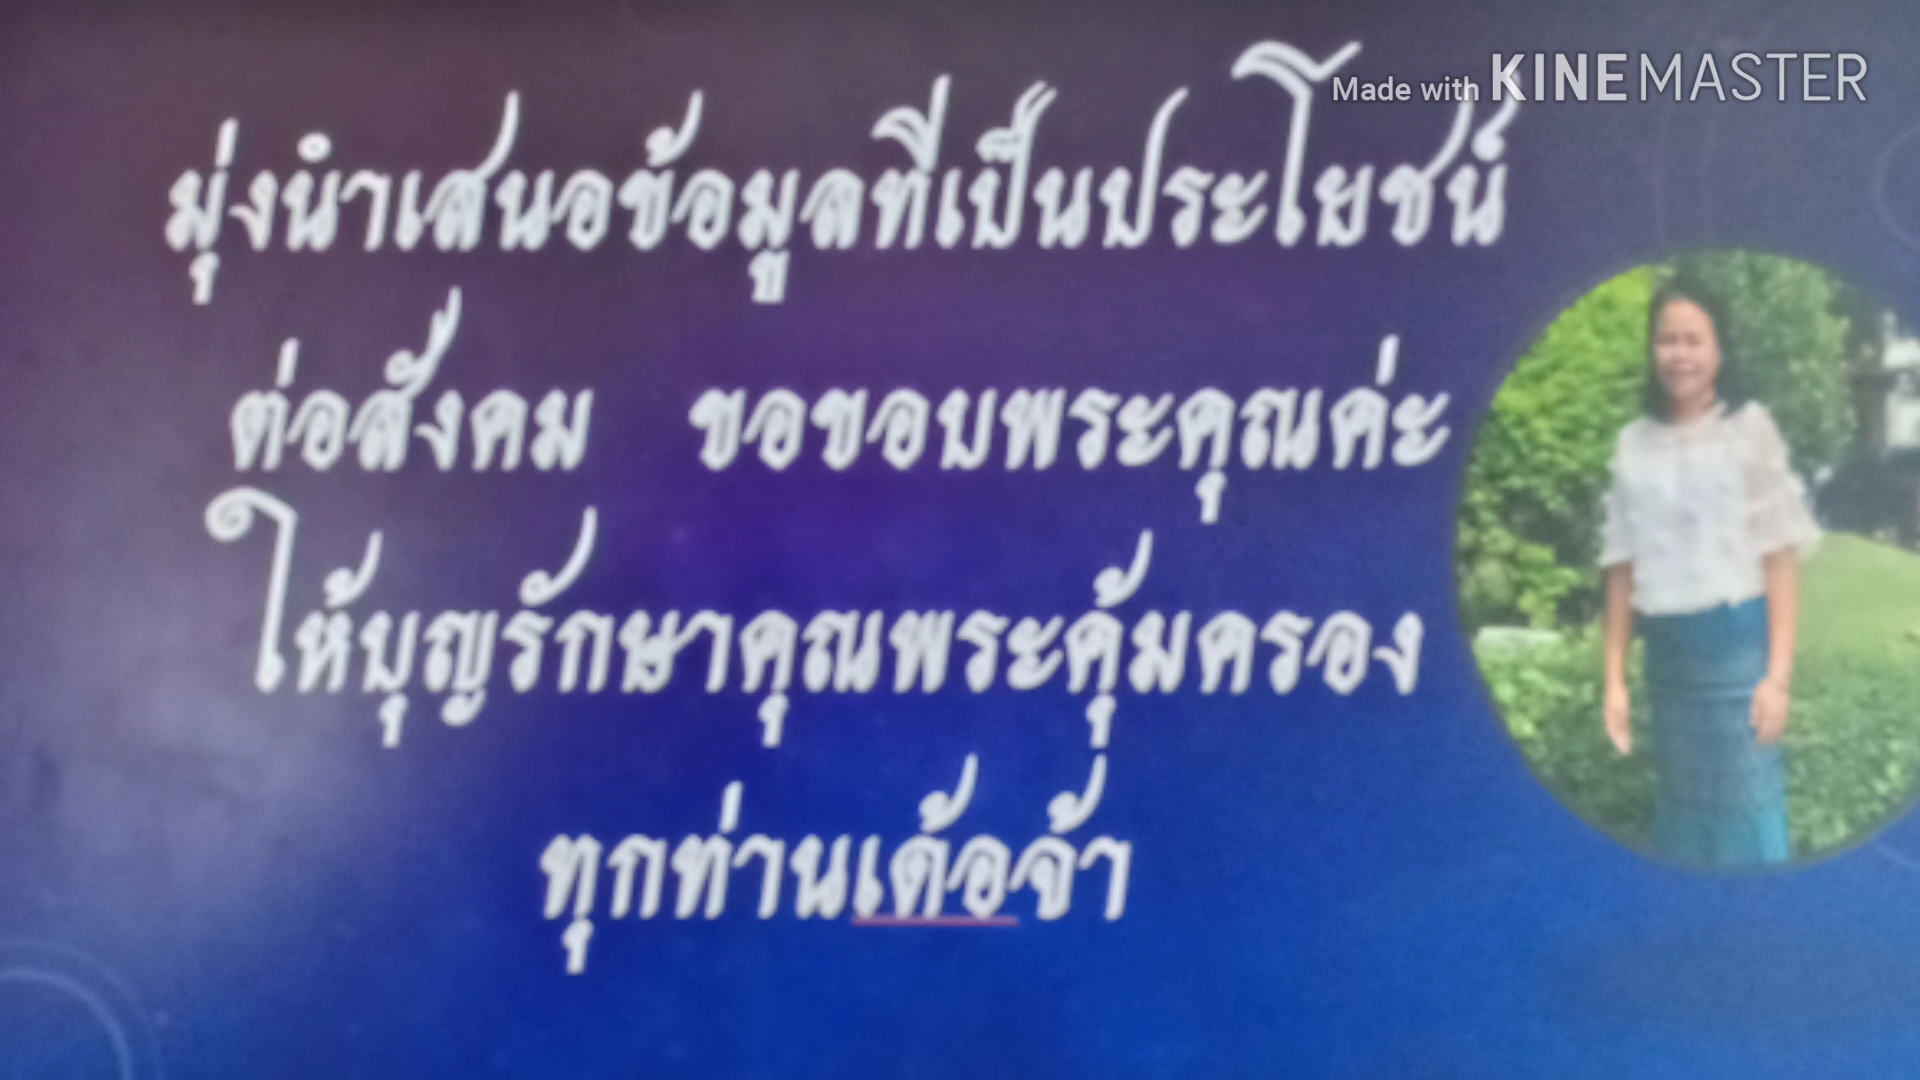 Made with KINEMASTER
มุ่งนำเสนอข้อมูลที่เป็นประโยชน์
ต่อสังคม ขอขอบพระคุณค่ะ
ให้บุญรักษาคุณพระคุ้มครอง
ทุกท่านเด้อจ้า